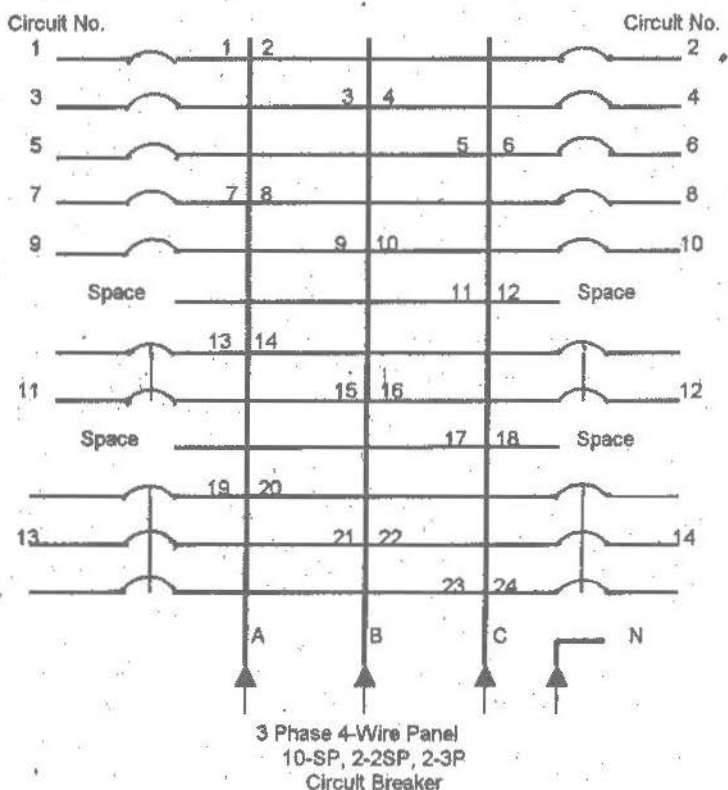 Circuit No. Circuit No.
1 1 2 2
3 3 4 4
5 5 6 6
7 7 8 8
9 9 10 10
Space 11 12 Space
13 14
11 15 16 12
Space 17 18 Space
19 20
13 21 22 14
23 24
A B C N
3 Phase 4-Wire Panel
10-SP, 2-2SP, 2-3P
Circuit Breaker